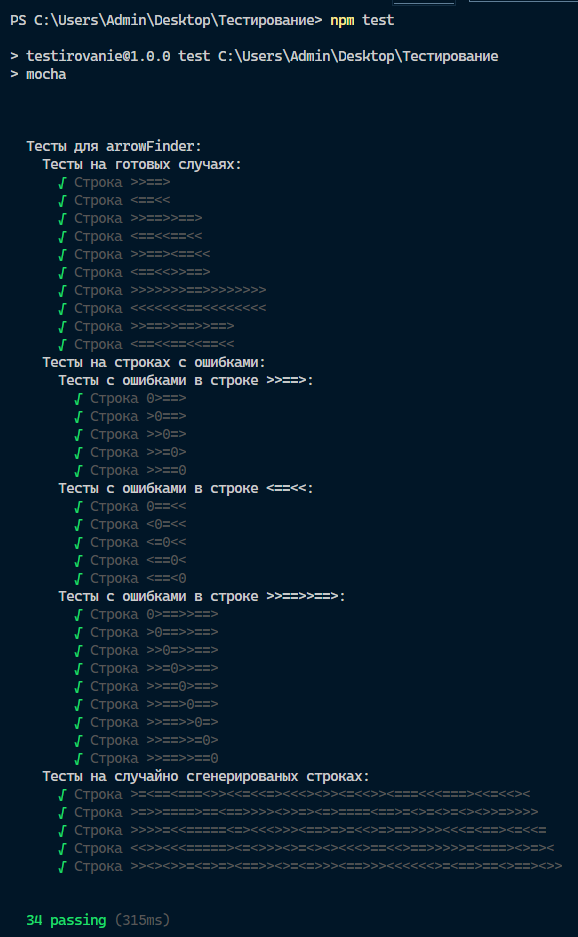 PS C:\Users\Admin\Desktop\Тестирование> npm test
> testirovanie@1.0.0 test C:\Users\Admin\Desktop\Тестирование
> mocha
Тесты для arrowFinder:
Тесты на готовых случаях:
√ Строка >>==>
√ Строка <==<<
√ Строка >>==>>==>
√ Строка <==<<==<<
√ Строка >>==><==<<
√ Строка <==<<>>==>
√ Строка >>>>>>>==>>>>>>>>
√ Строка <<<<<<<==<<<<<<<<
√ Строка >>==>>==>>==>
√ Строка <==<<==<<==<<
Тесты на строках с ошибками:
Тесты с ошибками в строке >>==>:
√ Строка 0>==>
√ Строка >0==>
√ Строка >>0=>
√ Строка >>=0>
√ Строка >>==0
Тесты с ошибками в строке <==<<:
√ Строка 0==<<
√ Строка <0=<<
√ Строка <=0<<
√ Строка <==0<
√ Строка <==<0
Тесты с ошибками в строке >>==>>==>:
√ Строка 0>==>>==>
√ Строка >0==>>==>
√ Строка >>0=>>==>
√ Строка >>=0>>==>
√ Строка >>==0>==>
√ Строка >>==>0==>
√ Строка >>==>>0=>
√ Строка >>==>>=0>
√ Строка >>==>>==0
Тесты на случайно сгенерированых строках:
√ Строка
√ Строка
√ Строка
√ Строка
√ Строка
34 passing (315ms)